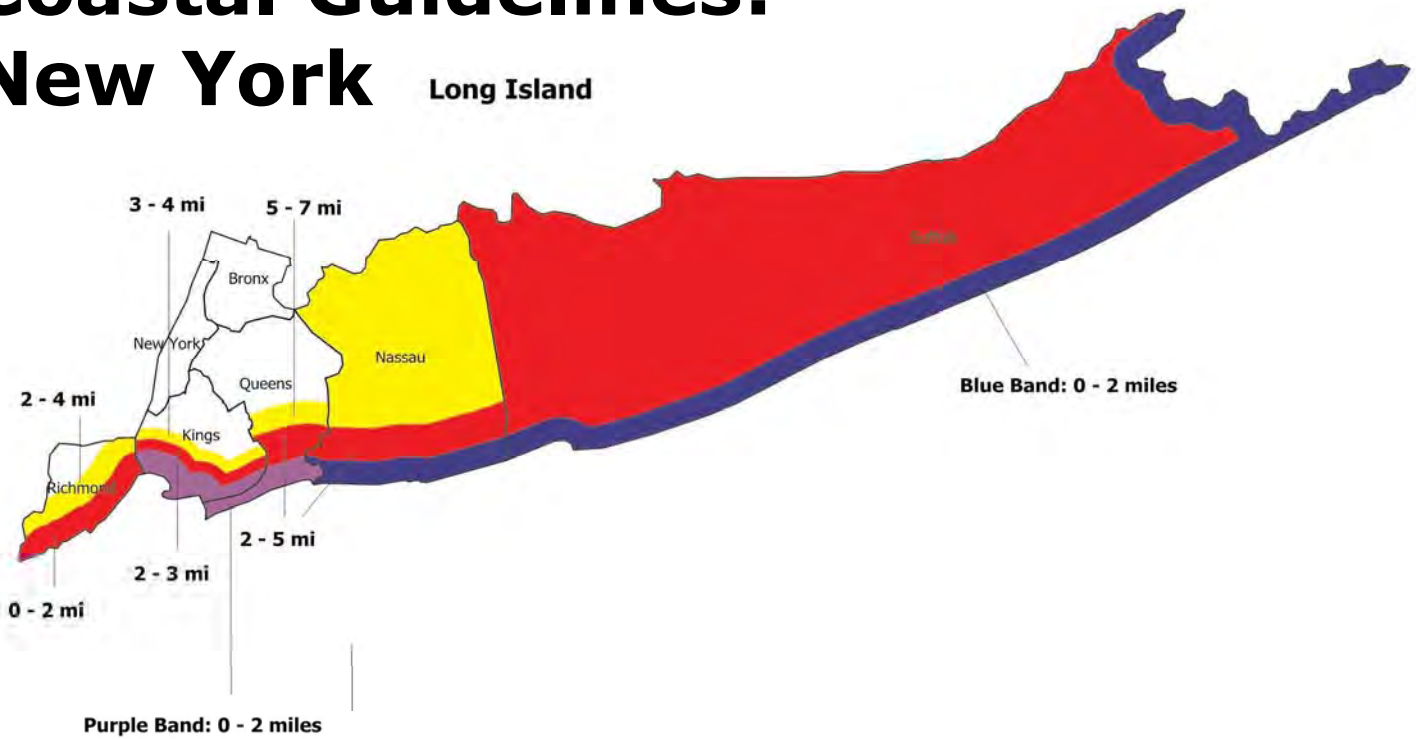 Coastal Guidelines:
New York
Long Island
3 - 4 mi
5 - 7 mi
Bronx
New York
Nassau
Queens
2 - 4 mi
Blue Band: 0 - 2 miles
Kings
Richmond
2 - 5 mi
2 - 3 mi
0 - 2 mi
Purple Band: 0 - 2 miles